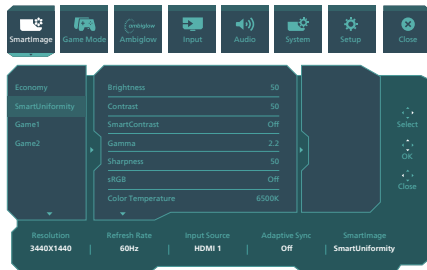 SmartImage Game Mode Ambiglow Input Audio System Setup Close
ambiglow
Economy
SmartUniformity
Game1
Game2
Brightness 50
Contrast 50
SmartContrast Off
Gamma 2.2
Sharpness 50
sRGB Off
Color Temperature 6500K
Select
OK
Close
Resolution Refresh Rate Input Source Adaptive Sync Smartimage
3440X1440 | 60Hz | HDMI 1 | Off | SmartUniformity